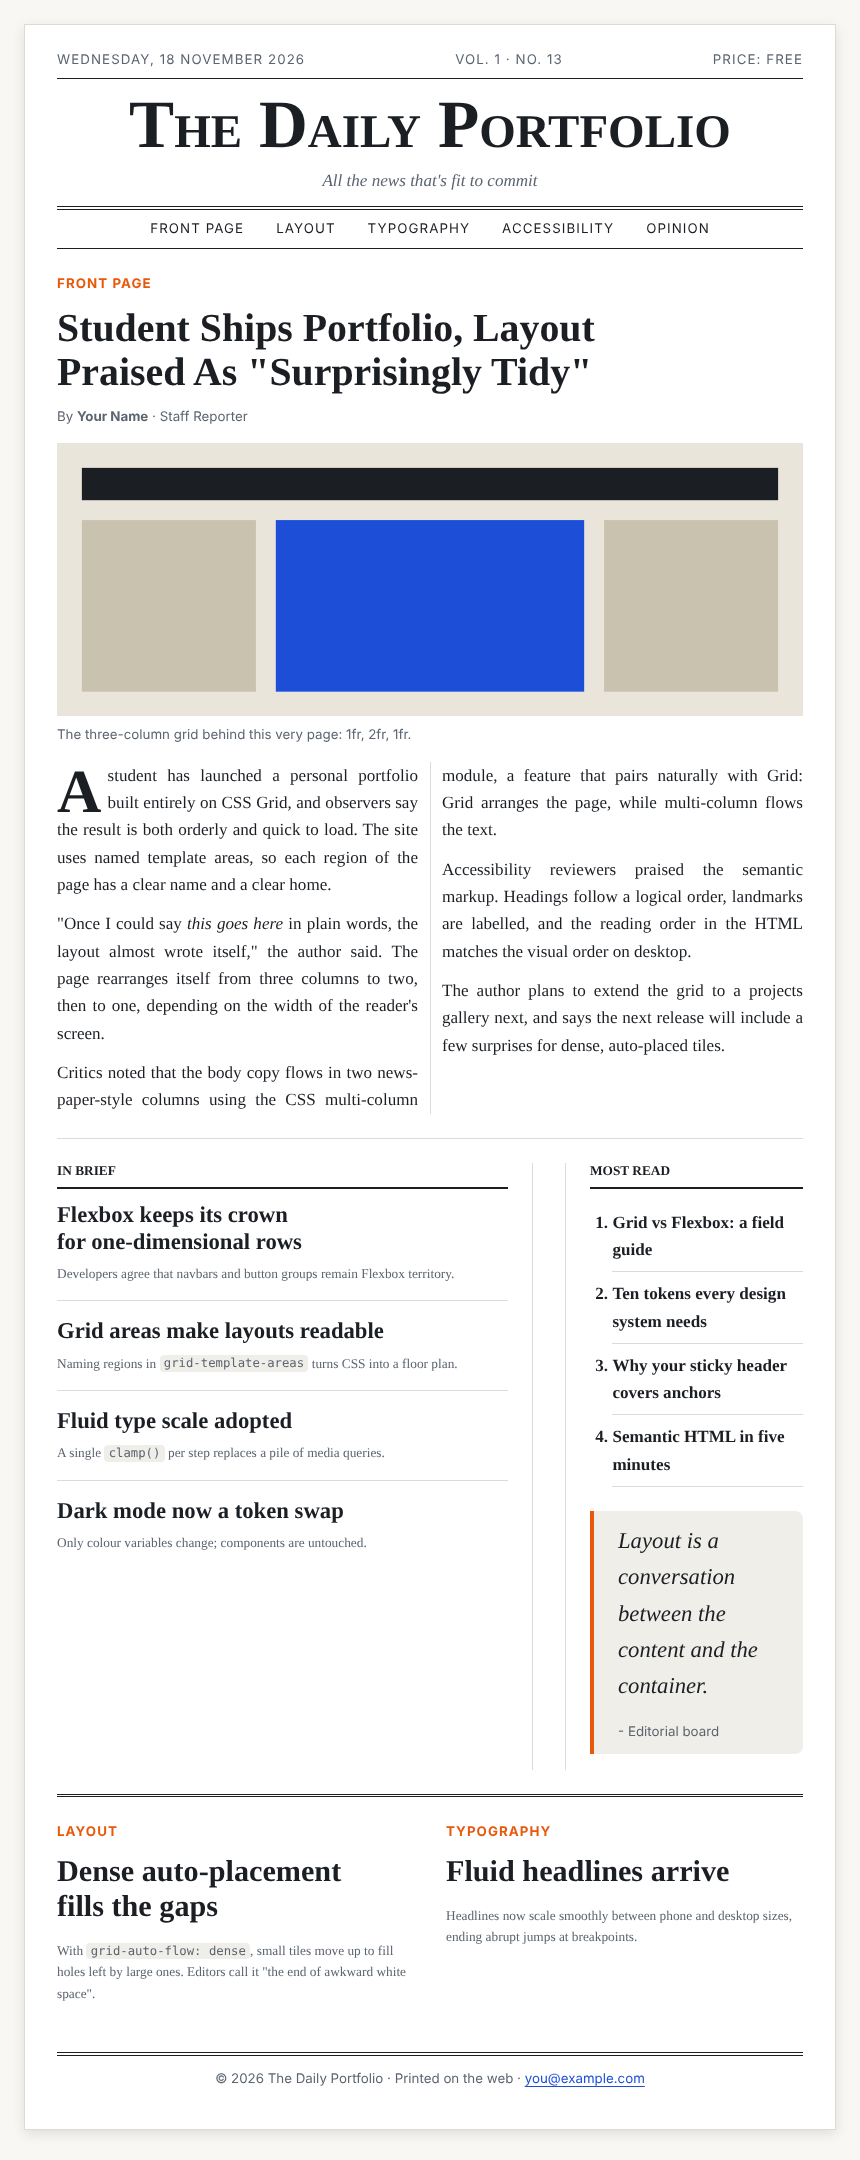 WEDNESDAY, 18 NOVEMBER 2026
VOL. 1 · NO. 13
PRICE: FREE
The Daily Portfolio
All the news that's fit to commit
FRONT PAGE
LAYOUT
TYPOGRAPHY
ACCESSIBILITY
OPINION
FRONT PAGE
Student Ships Portfolio, Layout
Praised As "Surprisingly Tidy"
By Your Name · Staff Reporter
The three-column grid behind this very page: 1fr, 2fr, 1fr.
A student has launched a personal portfolio
built entirely on CSS Grid, and observers say
the result is both orderly and quick to load. The site
uses named template areas, so each region of the
page has a clear name and a clear home.
"Once I could say this goes here in plain words, the
layout almost wrote itself," the author said. The
page rearranges itself from three columns to two,
then to one, depending on the width of the reader's
screen.
Critics noted that the body copy flows in two news-
paper-style columns using the CSS multi-column
module, a feature that pairs naturally with Grid:
Grid arranges the page, while multi-column flows
the text.
Accessibility reviewers praised the semantic
markup. Headings follow a logical order, landmarks
are labelled, and the reading order in the HTML
matches the visual order on desktop.
The author plans to extend the grid to a projects
gallery next, and says the next release will include a
few surprises for dense, auto-placed tiles.
IN BRIEF
Flexbox keeps its crown
for one-dimensional rows
Developers agree that navbars and button groups remain Flexbox territory.
Grid areas make layouts readable
Naming regions in grid-template-areas turns CSS into a floor plan.
Fluid type scale adopted
A single clamp() per step replaces a pile of media queries.
Dark mode now a token swap
Only colour variables change; components are untouched.
MOST READ
1. Grid vs Flexbox: a field
guide
2. Ten tokens every design
system needs
3. Why your sticky header
covers anchors
4. Semantic HTML in five
minutes
Layout is a
conversation
between the
content and the
container.
- Editorial board
LAYOUT
Dense auto-placement
fills the gaps
With grid-auto-flow: dense, small tiles move up to fill
holes left by large ones. Editors call it "the end of awkward white
space".
TYPOGRAPHY
Fluid headlines arrive
Headlines now scale smoothly between phone and desktop sizes,
ending abrupt jumps at breakpoints.
© 2026 The Daily Portfolio · Printed on the web · you@example.com